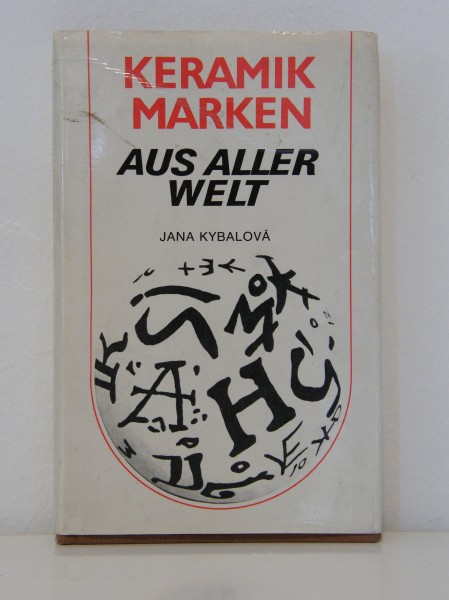 KERAMIK
MARKEN
AUS ALLER
WELT
JANA KYBALOVÁ